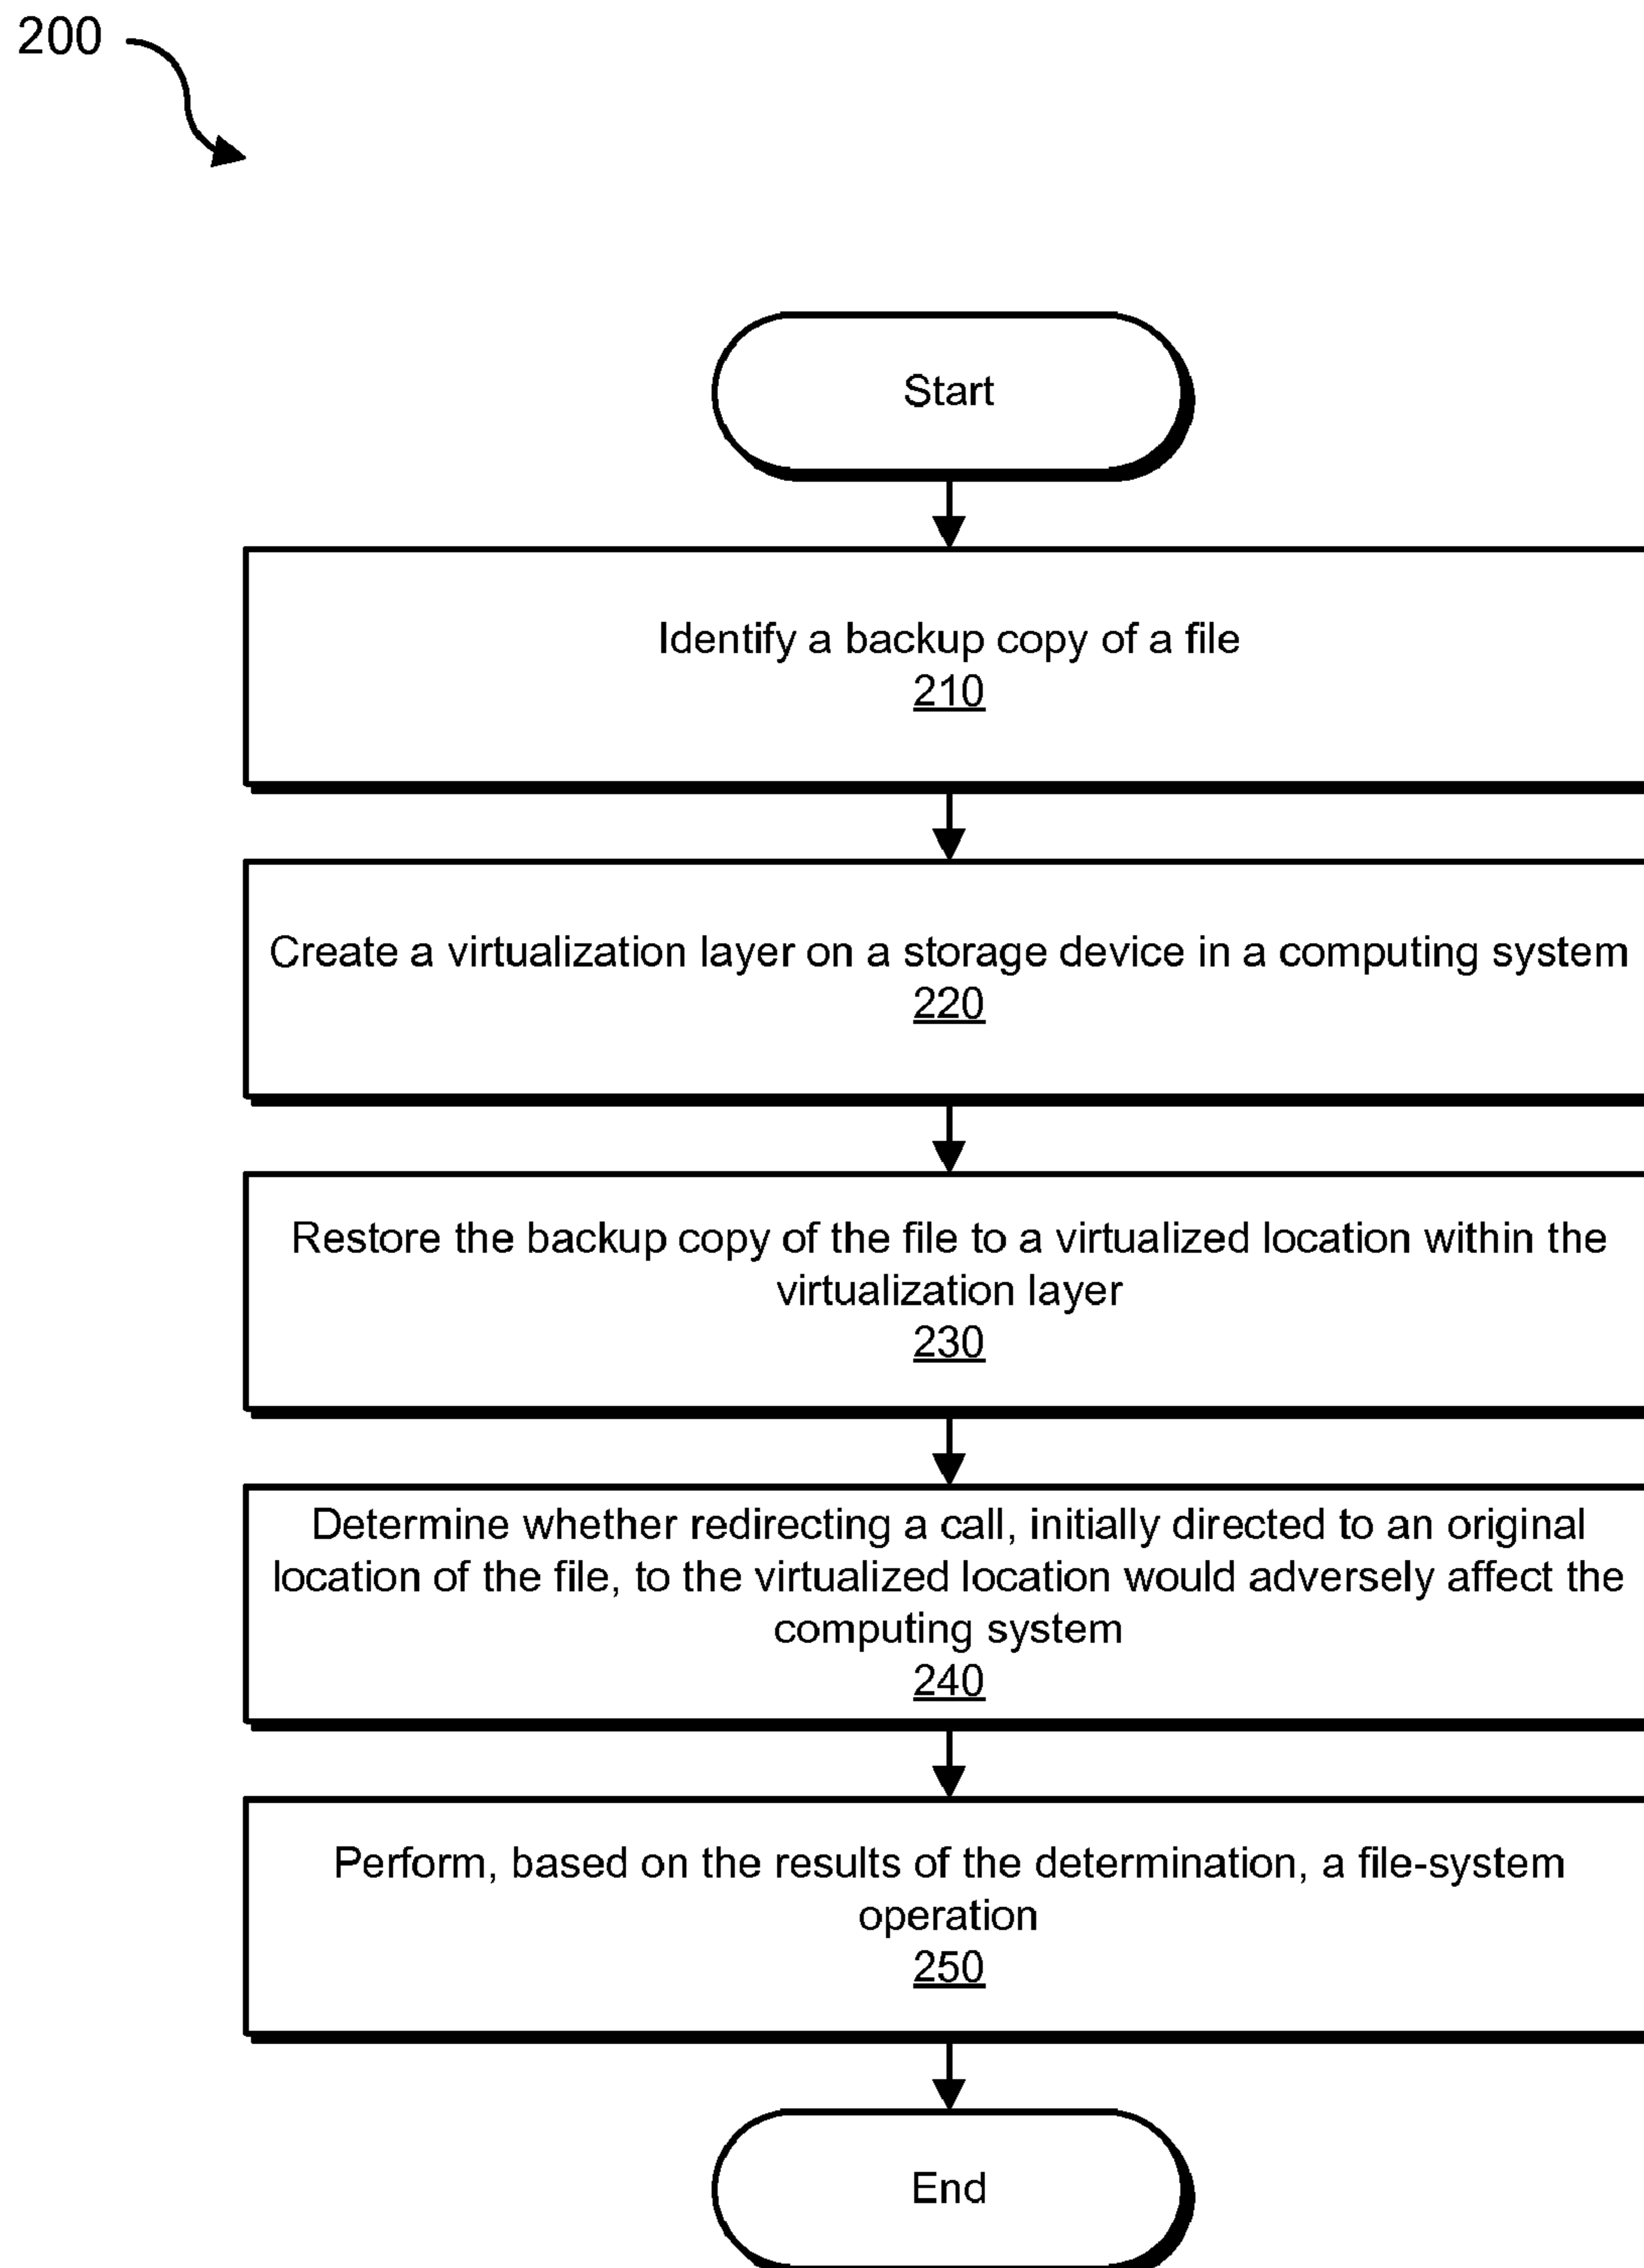 200
Start
Identify a backup copy of a file
210
Create a virtualization layer on a storage device in a computing system
220
Restore the backup copy of the file to a virtualized location within the
virtualization layer
230
Determine whether redirecting a call, initially directed to an original
location of the file, to the virtualized location would adversely affect the
computing system
240
Perform, based on the results of the determination, a file-system
operation
250
End